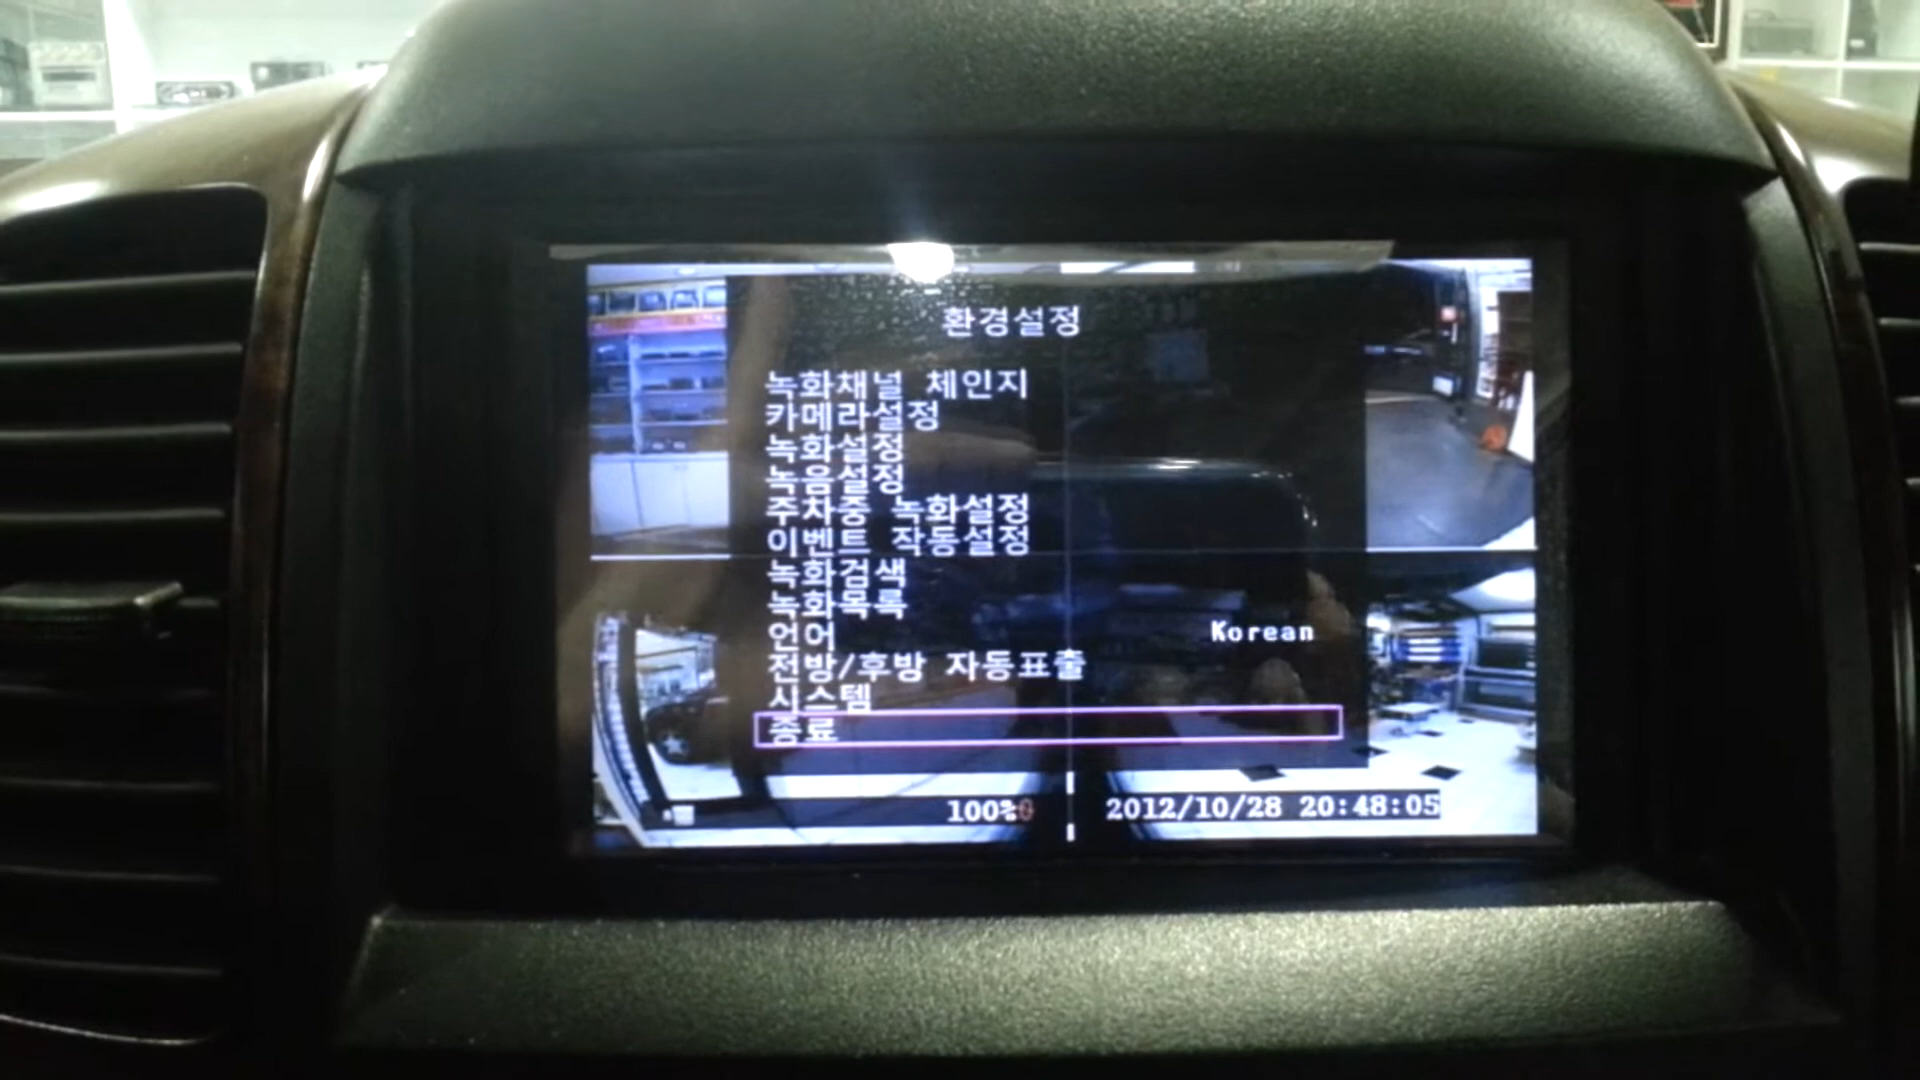 환경설정
녹화채널 체인지
카메라설정
녹화설정
녹음설정
주차중 녹화설정
이벤트 작동설정
녹화검색
녹화목록
언어 Korean
전방/후방 자동표출
시스템
종료
100% 2012/10/28 20:48:05